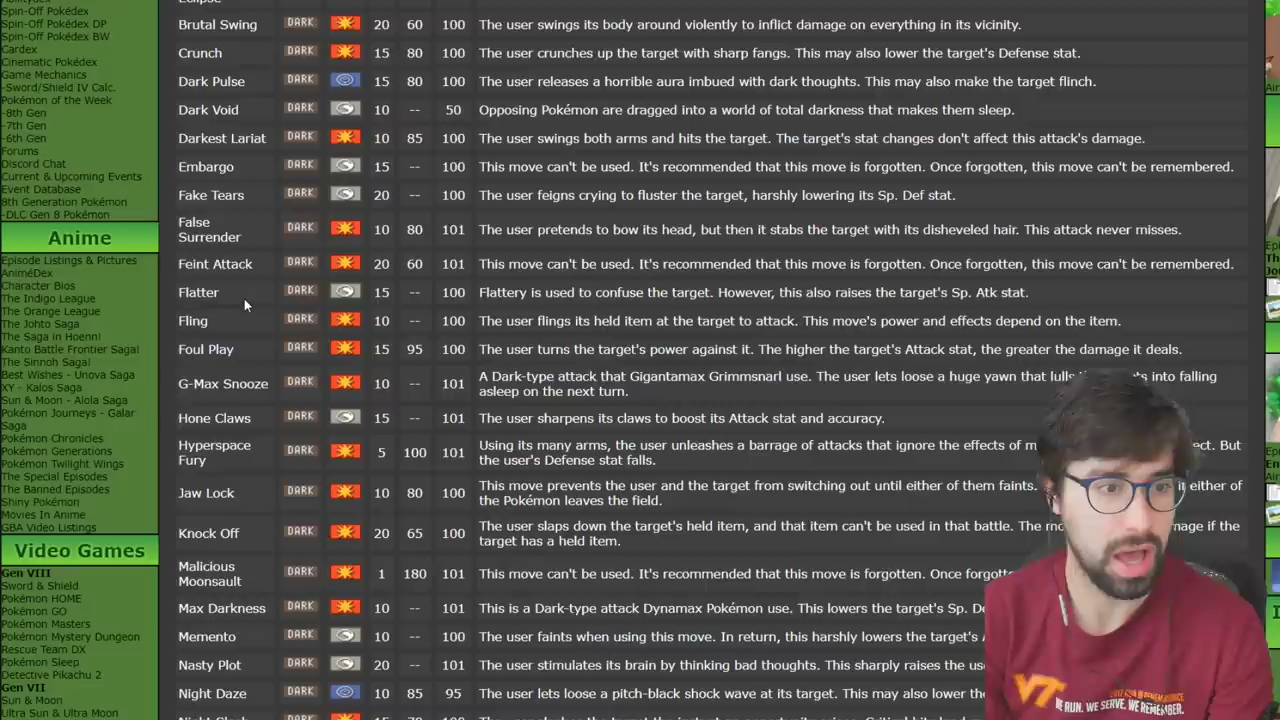 Abilitydex
Spin-Off Pokédex
Spin-Off Pokédex DP
Spin-Off Pokédex BW
Cardex
Cinematic Pokédex
Game Mechanics
-Sword/Shield IV Calc.
Pokémon of the Week
-8th Gen
-7th Gen
-6th Gen
Forums
Discord Chat
Current & Upcoming Events
Event Database
8th Generation Pokémon
-DLC Gen 8 Pokémon
Anime
Episode Listings & Pictures
AniméDex
Character Bios
The Indigo League
The Orange League
The Johto Saga
The Saga in Hoenn!
Kanto Battle Frontier Saga!
The Sinnoh Saga!
Best Wishes - Unova Saga
XY - Kalos Saga
Sun & Moon - Alola Saga
Pokémon Journeys - Galar
Saga
Pokémon Chronicles
Pokémon Generations
Pokémon Twilight Wings
The Special Episodes
The Banned Episodes
Shiny Pokémon
Movies In Anime
GBA Video Listings
Video Games
Gen VIII
Sword & Shield
Pokémon HOME
Pokémon GO
Pokémon Masters
Pokémon Mystery Dungeon
Rescue Team DX
Pokémon Sleep
Detective Pikachu 2
Gen VII
Sun & Moon
Ultra Sun & Ultra Moon
Eclipse
Brutal Swing DARK 20 60 100 The user swings its body around violently to inflict damage on everything in its vicinity.
Crunch DARK 15 80 100 The user crunches up the target with sharp fangs. This may also lower the target's Defense stat.
Dark Pulse DARK 15 80 100 The user releases a horrible aura imbued with dark thoughts. This may also make the target flinch.
Dark Void DARK 10 -- 50 Opposing Pokémon are dragged into a world of total darkness that makes them sleep.
Darkest Lariat DARK 10 85 100 The user swings both arms and hits the target. The target's stat changes don't affect this attack's damage.
Embargo DARK 15 -- 100 This move can't be used. It's recommended that this move is forgotten. Once forgotten, this move can't be remembered.
Fake Tears DARK 20 -- 100 The user feigns crying to fluster the target, harshly lowering its Sp. Def stat.
False
Surrender DARK 10 80 101 The user pretends to bow its head, but then it stabs the target with its disheveled hair. This attack never misses.
Feint Attack DARK 20 60 101 This move can't be used. It's recommended that this move is forgotten. Once forgotten, this move can't be remembered.
Flatter DARK 15 -- 100 Flattery is used to confuse the target. However, this also raises the target's Sp. Atk stat.
Fling DARK 10 -- 100 The user flings its held item at the target to attack. This move's power and effects depend on the item.
Foul Play DARK 15 95 100 The user turns the target's power against it. The higher the target's Attack stat, the greater the damage it deals.
G-Max Snooze DARK 10 -- 101 A Dark-type attack that Gigantamax Grimmsnarl use. The user lets loose a huge yawn that lulls into falling
asleep on the next turn.
Hone Claws DARK 15 -- 101 The user sharpens its claws to boost its Attack stat and accuracy.
Hyperspace
Fury DARK 5 100 101 Using its many arms, the user unleashes a barrage of attacks that ignore the effects of But
the user's Defense stat falls.
Jaw Lock DARK 10 80 100 This move prevents the user and the target from switching out until either of them faints. either of
the Pokémon leaves the field.
Knock Off DARK 20 65 100 The user slaps down the target's held item, and that item can't be used in that battle. The if the
target has a held item.
Malicious
Moonsault DARK 1 180 101 This move can't be used. It's recommended that this move is forgotten. Once
Max Darkness DARK 10 -- 101 This is a Dark-type attack Dynamax Pokémon use. This lowers the target's Sp.
Memento DARK 10 -- 100 The user faints when using this move. In return, this harshly lowers the target's
Nasty Plot DARK 20 -- 101 The user stimulates its brain by thinking bad thoughts. This sharply raises the
Night Daze DARK 10 85 95 The user lets loose a pitch-black shock wave at its target. This may also lower the
VT
BE RUN. WE SERVE. WE REMEMBER.